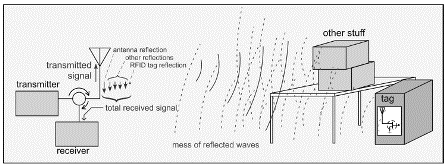 other stuff
antenna reflection
transmitted
signal
other reflections
RFID tag reflection
transmitter
total received signal
tag
receiver
mess of reflected waves